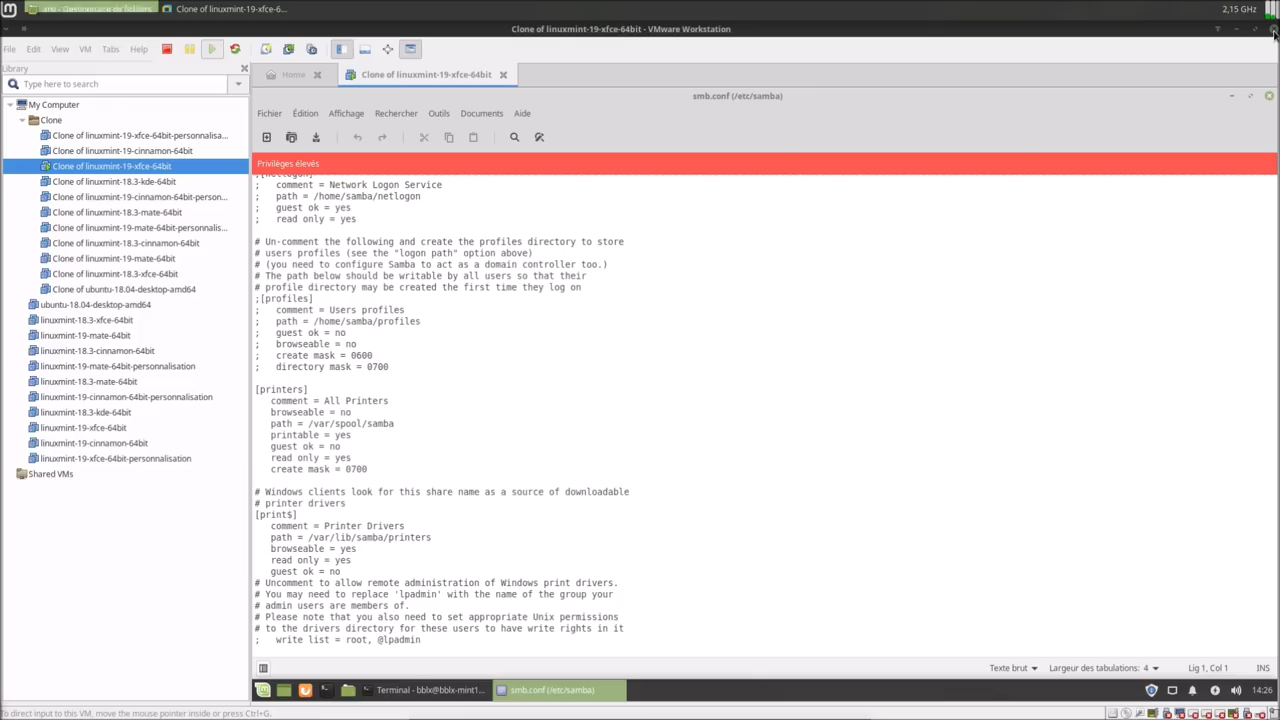 Clone of linuxmint-19-xfce-6...
2,15 GHz
Clone of linuxmint-19-xfce-64bit - VMware Workstation
File Edit View VM Tabs Help
Library
Type here to search
Home
Clone of linuxmint-19-xfce-64bit
My Computer
Clone
Clone of linuxmint-19-xfce-64bit-personnalisa...
Clone of linuxmint-19-cinnamon-64bit
Clone of linuxmint-19-xfce-64bit
Clone of linuxmint-18.3-kde-64bit
Clone of linuxmint-19-cinnamon-64bit-person...
Clone of linuxmint-18.3-mate-64bit
Clone of linuxmint-19-mate-64bit-personnalis...
Clone of linuxmint-18.3-cinnamon-64bit
Clone of linuxmint-19-mate-64bit
Clone of linuxmint-18.3-xfce-64bit
Clone of ubuntu-18.04-desktop-amd64
ubuntu-18.04-desktop-amd64
linuxmint-18.3-xfce-64bit
linuxmint-19-mate-64bit
linuxmint-18.3-cinnamon-64bit
linuxmint-19-mate-64bit-personnalisation
linuxmint-18.3-mate-64bit
linuxmint-19-cinnamon-64bit-personnalisation
linuxmint-18.3-kde-64bit
linuxmint-19-xfce-64bit
linuxmint-19-cinnamon-64bit
linuxmint-19-xfce-64bit-personnalisation
Shared VMs
smb.conf (/etc/samba)
Fichier Édition Affichage Rechercher Outils Documents Aide
Privilèges élevés
;[netlogon]
;   comment = Network Logon Service
;   path = /home/samba/netlogon
;   guest ok = yes
;   read only = yes
# Un-comment the following and create the profiles directory to store
# users profiles (see the "logon path" option above)
# (you need to configure Samba to act as a domain controller too.)
# The path below should be writable by all users so that their
# profile directory may be created the first time they log on
;[profiles]
;   comment = Users profiles
;   path = /home/samba/profiles
;   guest ok = no
;   browseable = no
;   create mask = 0600
;   directory mask = 0700
[printers]
comment = All Printers
browseable = no
path = /var/spool/samba
printable = yes
guest ok = no
read only = yes
create mask = 0700
# Windows clients look for this share name as a source of downloadable
# printer drivers
[print$]
comment = Printer Drivers
path = /var/lib/samba/printers
browseable = yes
read only = yes
guest ok = no
# Uncomment to allow remote administration of Windows print drivers.
# You may need to replace 'lpadmin' with the name of the group your
# admin users are members of.
# Please note that you also need to set appropriate Unix permissions
# to the drivers directory for these users to have write rights in it
;   write list = root, @lpadmin
Texte brut Largeur des tabulations: 4 Lig 1, Col 1 INS
Terminal - bblx@bblx-mint1...
smb.conf (/etc/samba)
14:26
To direct input to this VM, move the mouse pointer inside or press Ctrl+G.